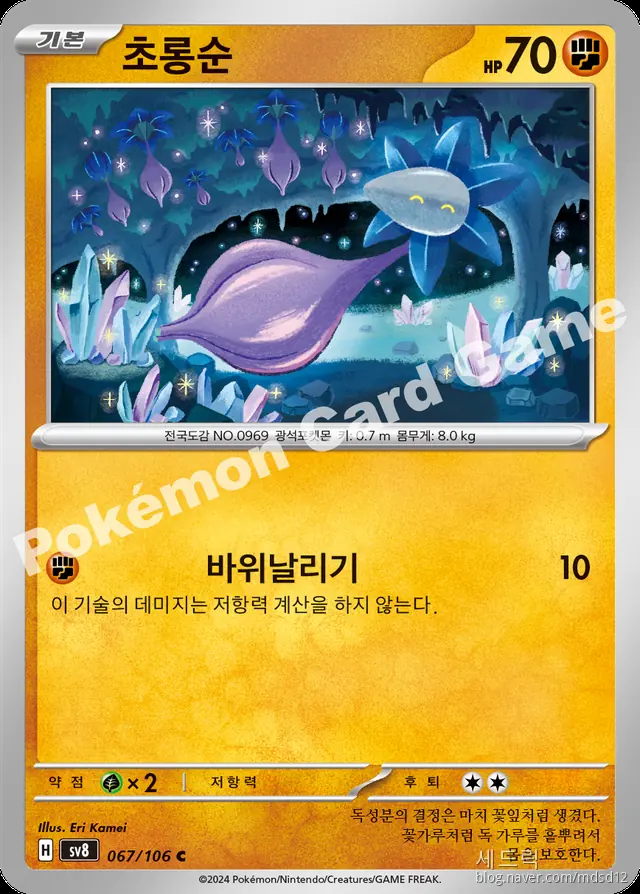 기본 초롱순 HP 70
전국도감 NO.0969 광석포켓몬 키: 0.7 m 몸무게: 8.0 kg
Pokémon Card Game
바위날리기 10
이 기술의 데미지는 저항력 계산을 하지 않는다.
약점 ×2 저항력 후퇴
Illus. Eri Kamei
H sv8 067/106 C
독성분의 결정은 마치 꽃잎처럼 생겼다.
꽃가루처럼 독 가루를 흩뿌려서
몸을 보호한다.
세드릭
blog.naver.com/mdsd12
©2024 Pokémon/Nintendo/Creatures/GAME FREAK.